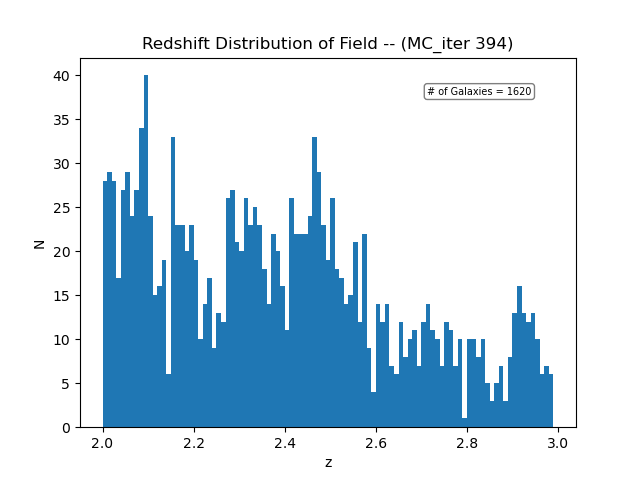 Redshift Distribution of Field -- (MC_iter 394)
# of Galaxies = 1620
40
35
30
25
20
15
10
5
0
N
2.0 2.2 2.4 2.6 2.8 3.0
z